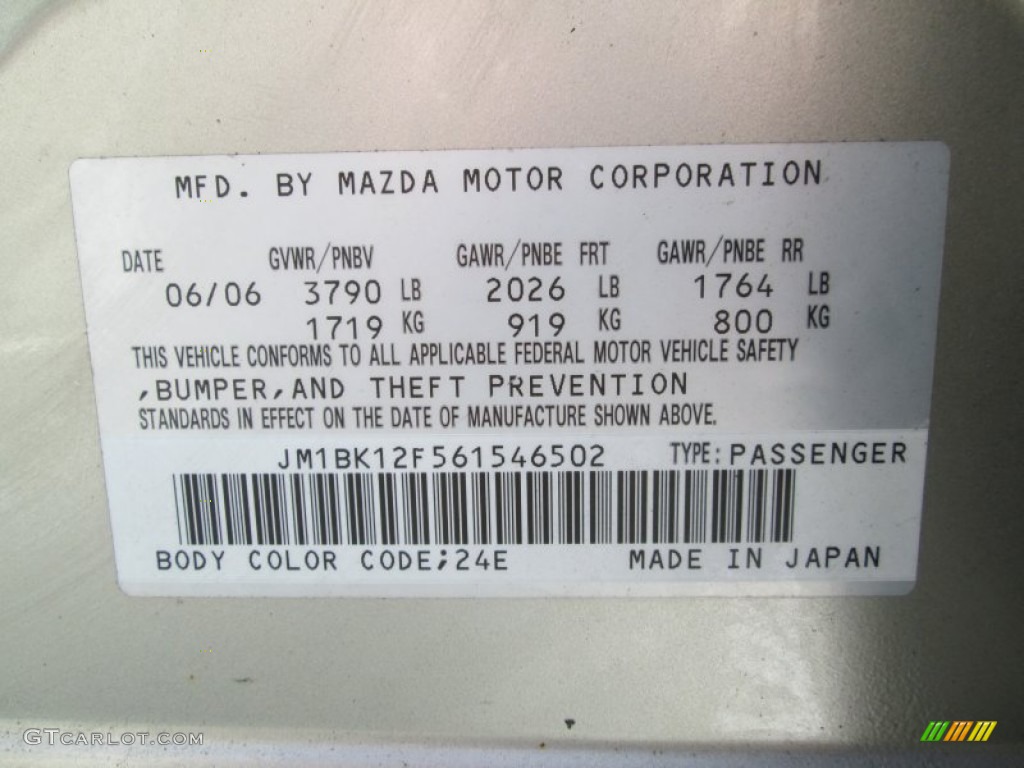 MFD. BY MAZDA MOTOR CORPORATION
DATE GVWR/PNBV GAWR/PNBE FRT GAWR/PNBE RR
06/06 3790 LB 2026 LB 1764 LB
1719 KG 919 KG 800 KG
THIS VEHICLE CONFORMS TO ALL APPLICABLE FEDERAL MOTOR VEHICLE SAFETY
,BUMPER,AND THEFT PREVENTION
STANDARDS IN EFFECT ON THE DATE OF MANUFACTURE SHOWN ABOVE.
JM1BK12F561546502 TYPE: PASSENGER
BODY COLOR CODE;24E MADE IN JAPAN
GTCARLOT.COM